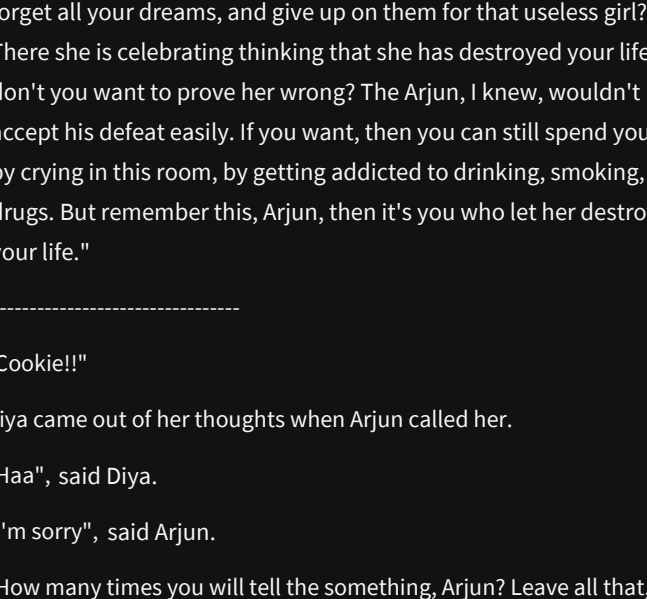 orget all your dreams, and give up on them for that useless girl?
There she is celebrating thinking that she has destroyed your life
don't you want to prove her wrong? The Arjun, I knew, wouldn't
accept his defeat easily. If you want, then you can still spend you
by crying in this room, by getting addicted to drinking, smoking,
drugs. But remember this, Arjun, then it's you who let her destro
your life."
--------------------------------
Cookie!!"
iya came out of her thoughts when Arjun called her.
Haa", said Diya.
I'm sorry", said Arjun.
How many times you will tell the something, Arjun? Leave all that,